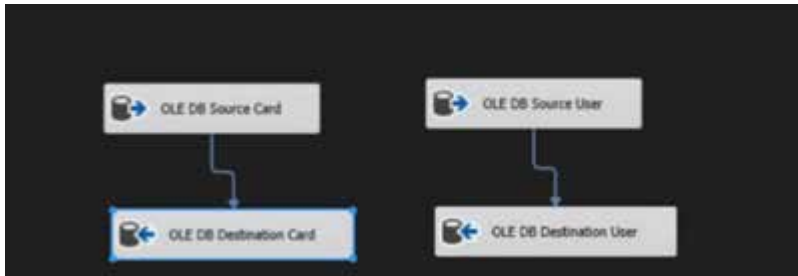 OLE DB Source Card
OLE DB Source User
OLE DB Destination Card
OLE DB Destination User